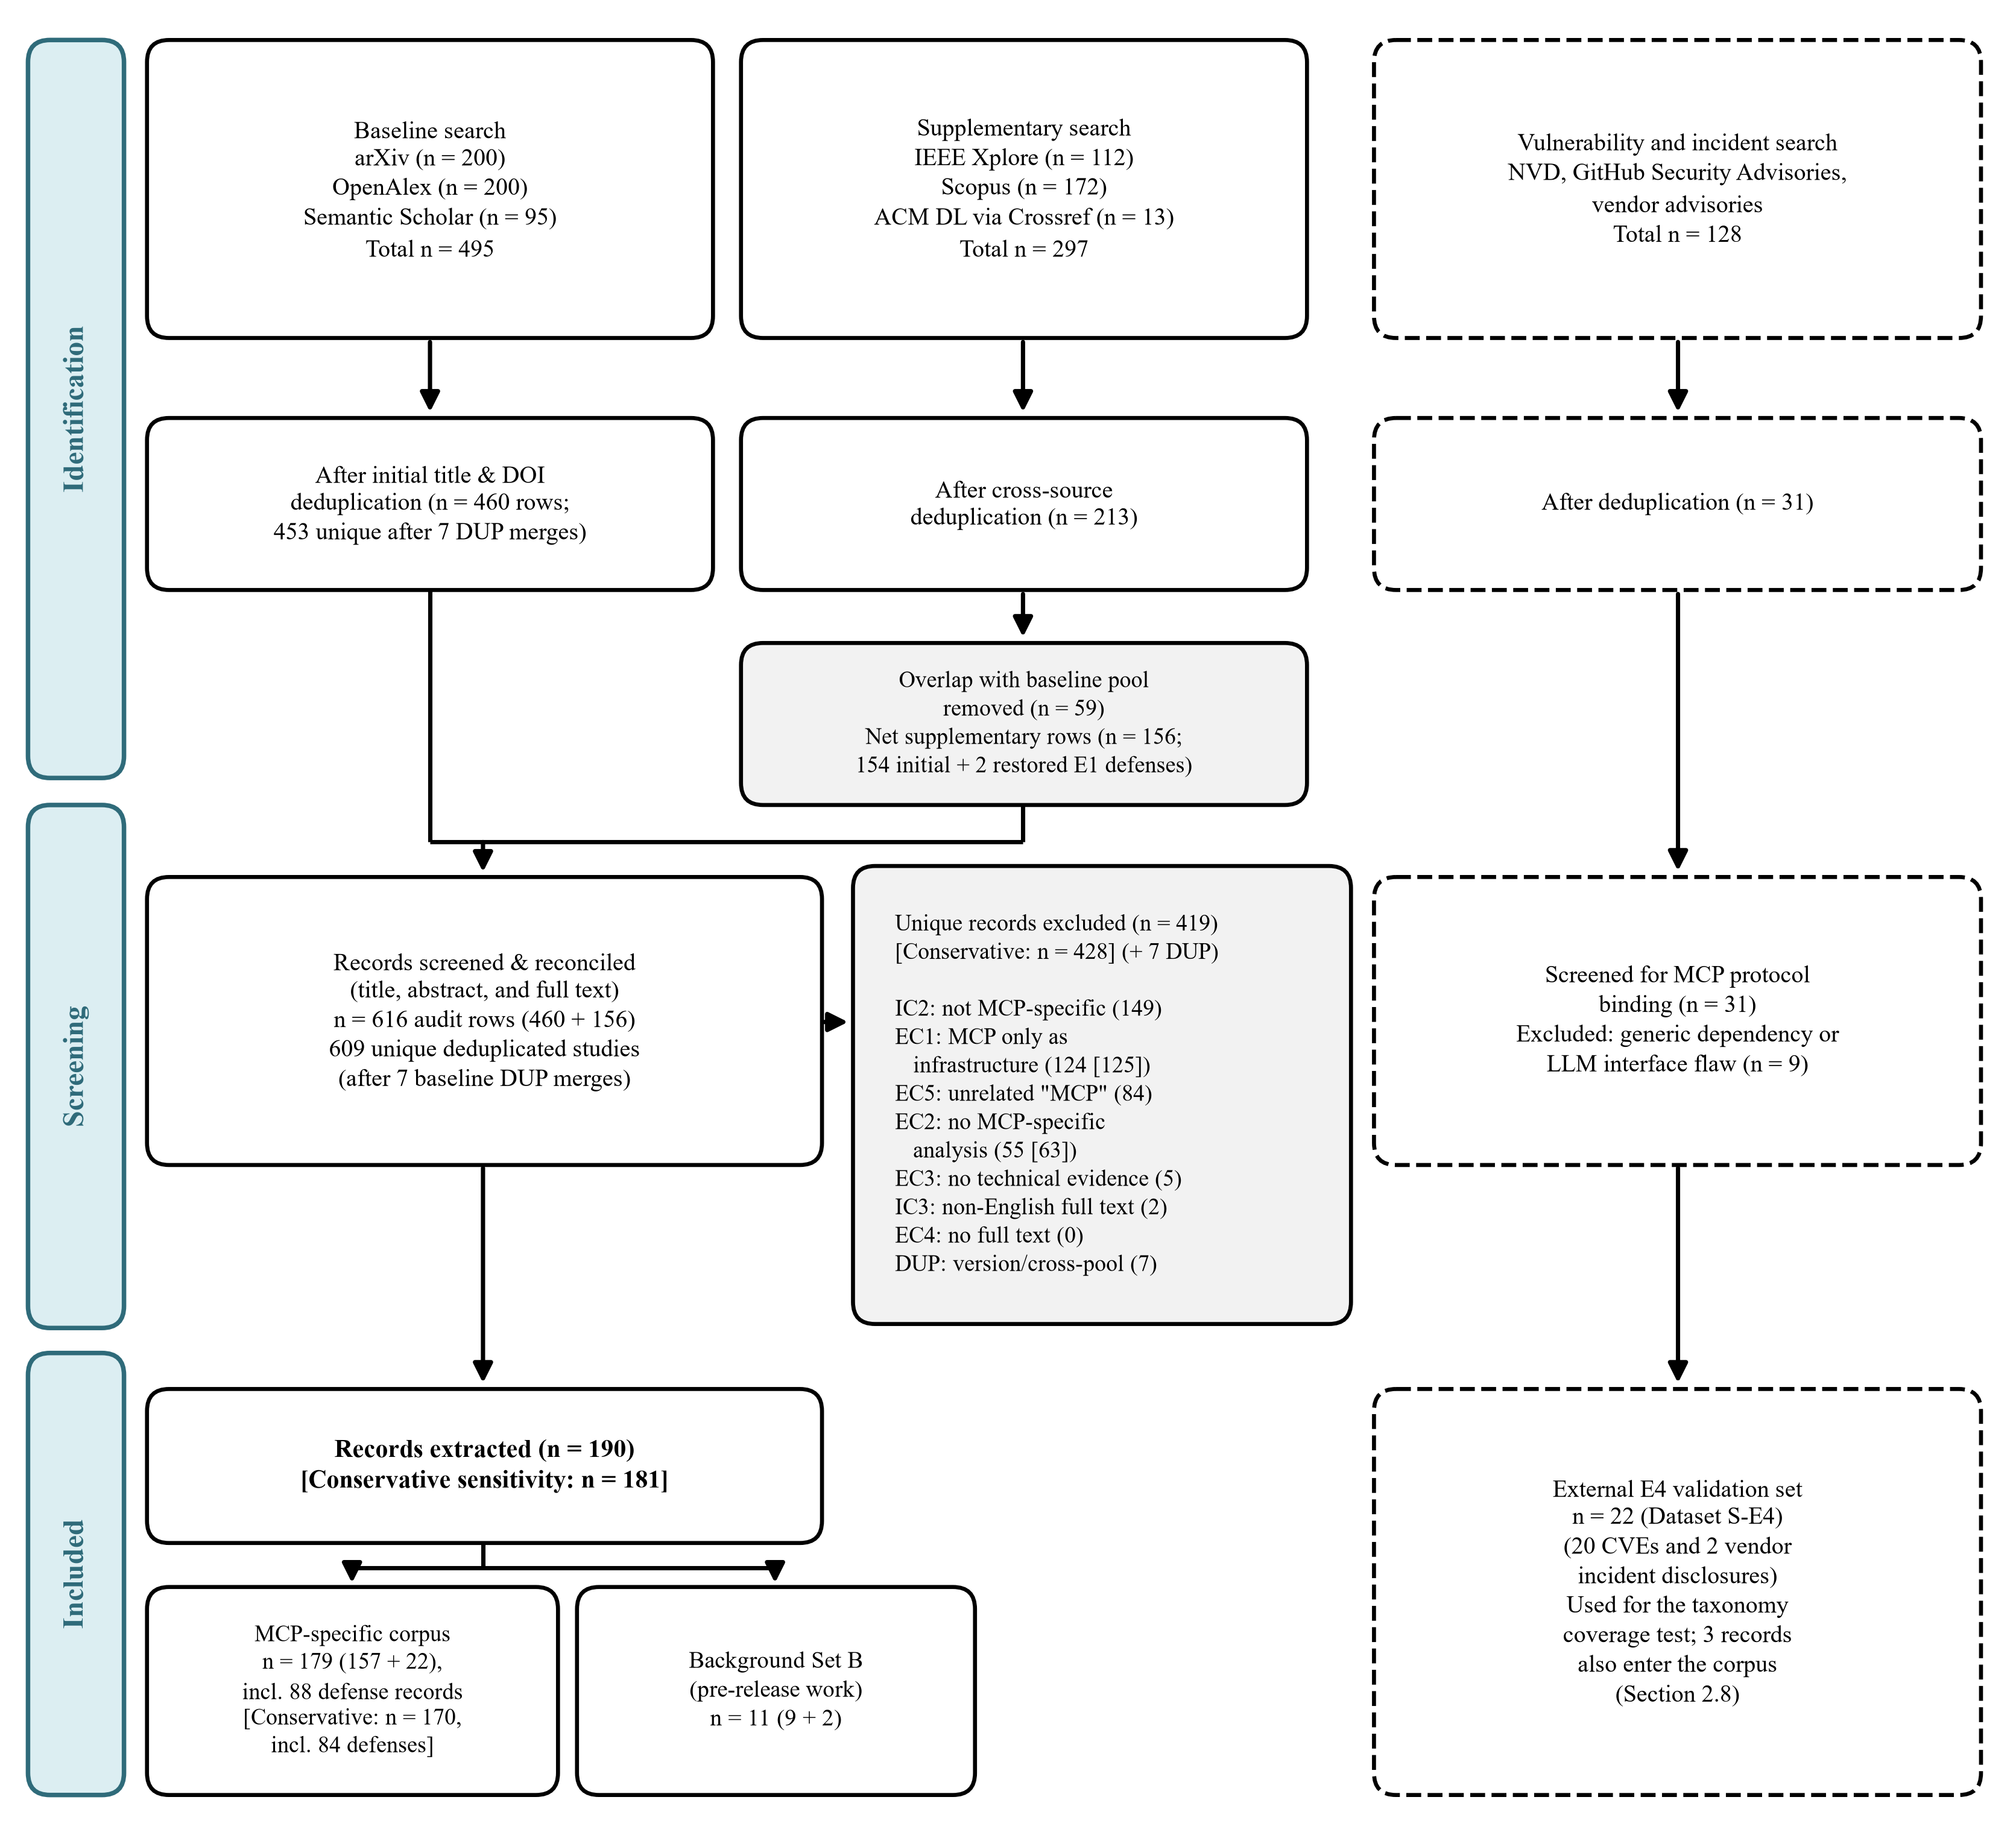 Identification
Baseline search
arXiv (n = 200)
OpenAlex (n = 200)
Semantic Scholar (n = 95)
Total n = 495
Supplementary search
IEEE Xplore (n = 112)
Scopus (n = 172)
ACM DL via Crossref (n = 13)
Total n = 297
Vulnerability and incident search
NVD, GitHub Security Advisories,
vendor advisories
Total n = 128
After initial title & DOI
deduplication (n = 460 rows;
453 unique after 7 DUP merges)
After cross-source
deduplication (n = 213)
After deduplication (n = 31)
Overlap with baseline pool
removed (n = 59)
Net supplementary rows (n = 156;
154 initial + 2 restored E1 defenses)
Screening
Records screened & reconciled
(title, abstract, and full text)
n = 616 audit rows (460 + 156)
609 unique deduplicated studies
(after 7 baseline DUP merges)
Unique records excluded (n = 419)
[Conservative: n = 428] (+ 7 DUP)
IC2: not MCP-specific (149)
EC1: MCP only as
infrastructure (124 [125])
EC5: unrelated "MCP" (84)
EC2: no MCP-specific
analysis (55 [63])
EC3: no technical evidence (5)
IC3: non-English full text (2)
EC4: no full text (0)
DUP: version/cross-pool (7)
Screened for MCP protocol
binding (n = 31)
Excluded: generic dependency or
LLM interface flaw (n = 9)
Included
Records extracted (n = 190)
[Conservative sensitivity: n = 181]
MCP-specific corpus
n = 179 (157 + 22),
incl. 88 defense records
[Conservative: n = 170,
incl. 84 defenses]
Background Set B
(pre-release work)
n = 11 (9 + 2)
External E4 validation set
n = 22 (Dataset S-E4)
(20 CVEs and 2 vendor
incident disclosures)
Used for the taxonomy
coverage test; 3 records
also enter the corpus
(Section 2.8)